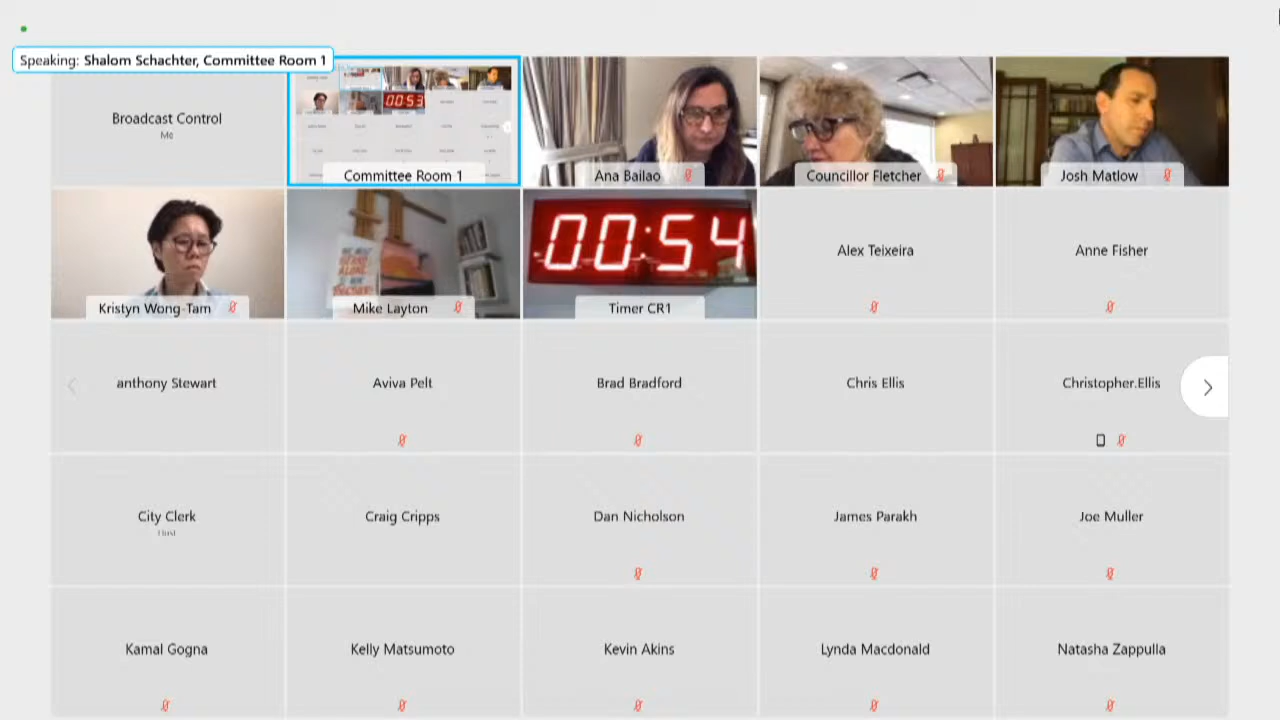 Speaking: Shalom Schachter, Committee Room 1
Broadcast Control
Me
00:53
Committee Room 1
Ana Bailao
Councillor Fletcher
Josh Matlow
Kristyn Wong-Tam
Mike Layton
00:54
Timer CR1
Alex Teixeira
Anne Fisher
anthony Stewart
Aviva Pelt
Brad Bradford
Chris Ellis
Christopher.Ellis
City Clerk
Host
Craig Cripps
Dan Nicholson
James Parakh
Joe Muller
Kamal Gogna
Kelly Matsumoto
Kevin Akins
Lynda Macdonald
Natasha Zappulla